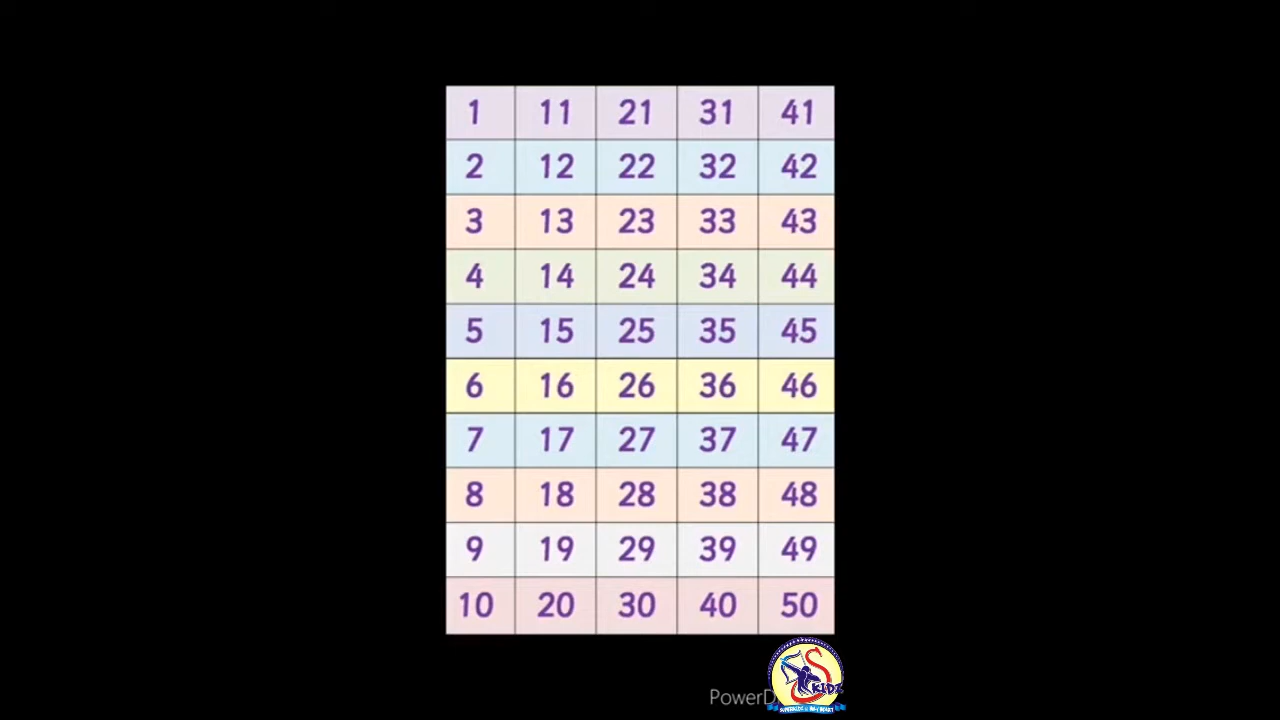 1 11 21 31 41
2 12 22 32 42
3 13 23 33 43
4 14 24 34 44
5 15 25 35 45
6 16 26 36 46
7 17 27 37 47
8 18 28 38 48
9 19 29 39 49
10 20 30 40 50
PowerD
S
KIDZ